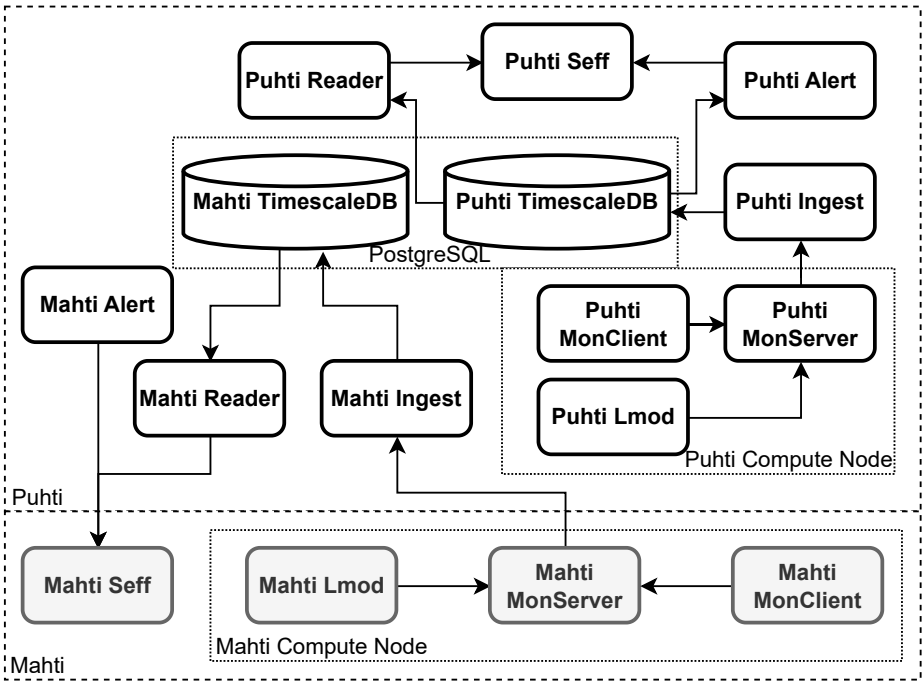 Puhti Reader
Puhti Seff
Puhti Alert
Mahti TimescaleDB
Puhti TimescaleDB
Puhti Ingest
PostgreSQL
Mahti Alert
Puhti
MonClient
Puhti
MonServer
Mahti Reader
Mahti Ingest
Puhti Lmod
Puhti Compute Node
Puhti
Mahti Seff
Mahti Lmod
Mahti
MonServer
Mahti
MonClient
Mahti Compute Node
Mahti